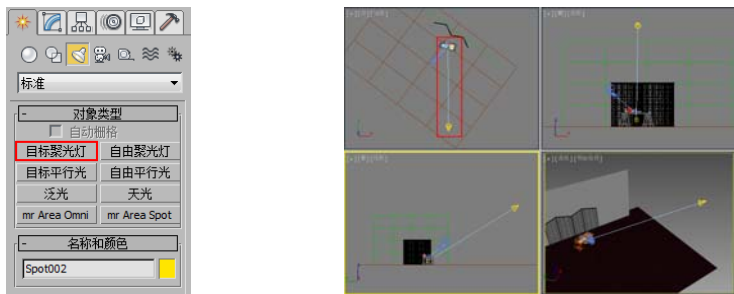 标准
- 对象类型
自动栅格
目标聚光灯 自由聚光灯
目标平行光 自由平行光
泛光 天光
mr Area Omni mr Area Spot
- 名称和颜色
Spot002